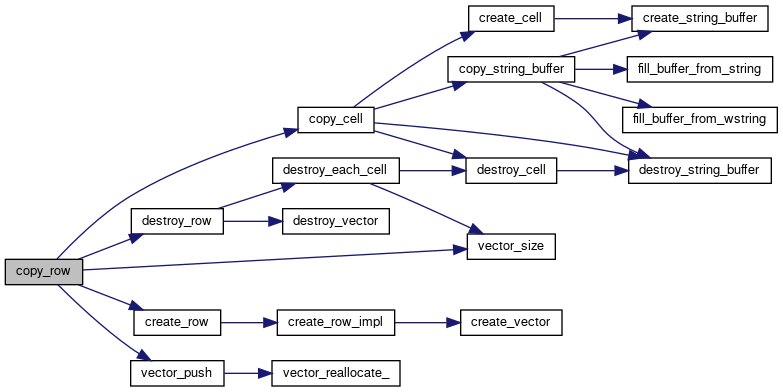 create_cell
create_string_buffer
copy_string_buffer
fill_buffer_from_string
copy_cell
fill_buffer_from_wstring
destroy_each_cell
destroy_cell
destroy_string_buffer
destroy_row
destroy_vector
vector_size
copy_row
create_row
create_row_impl
create_vector
vector_push
vector_reallocate_